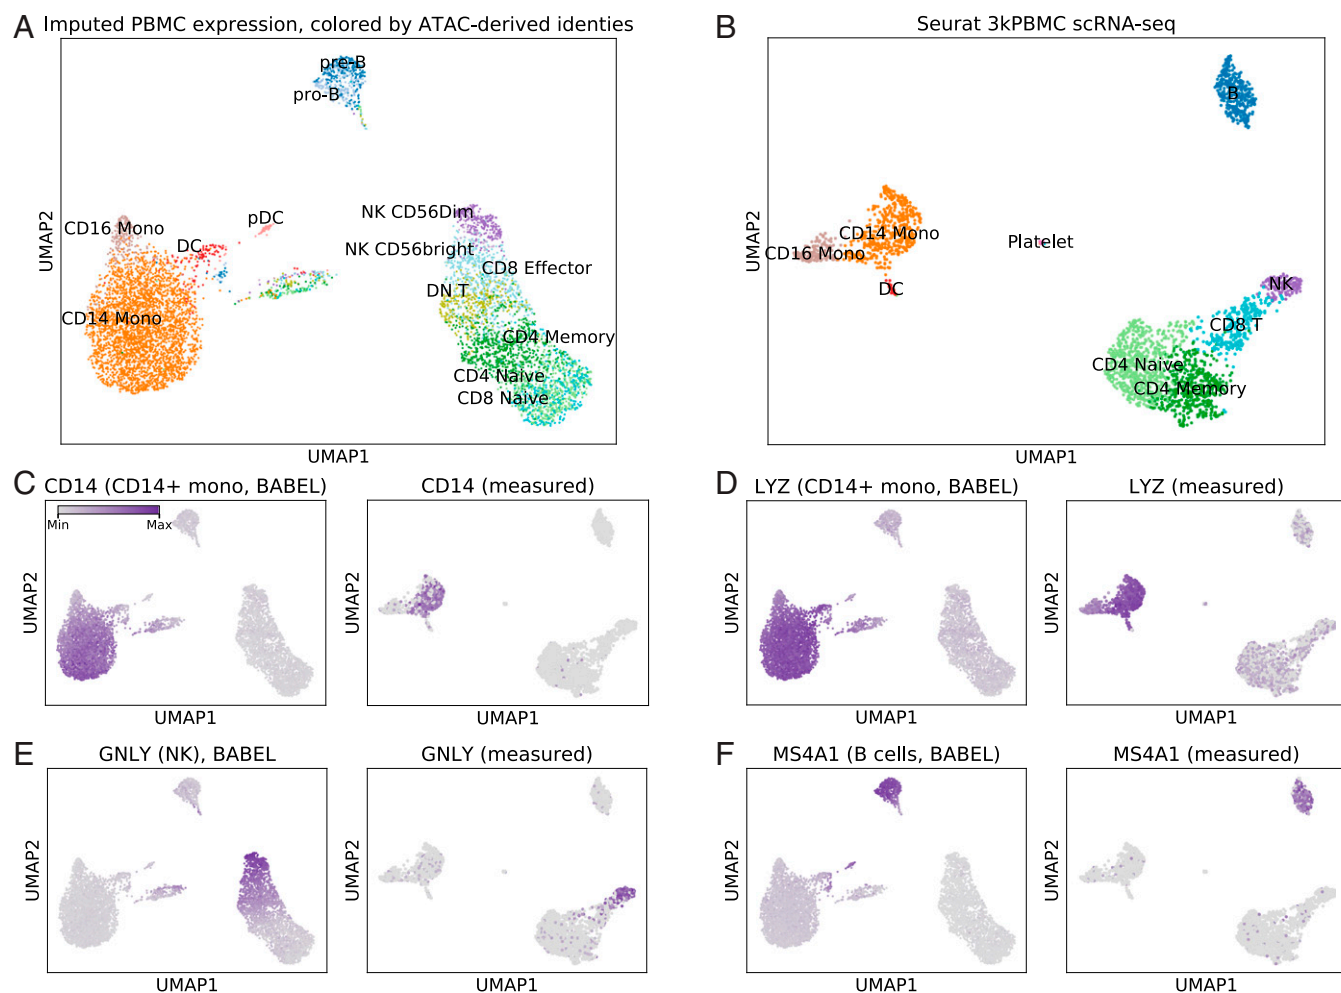 A Imputed PBMC expression, colored by ATAC-derived identies
pre-B
pro-B
CD16 Mono
pDC
DC
NK CD56Dim
NK CD56bright
CD8 Effector
DN T
CD14 Mono
CD4 Memory
CD4 Naive
CD8 Naive
UMAP2
UMAP1
B Seurat 3kPBMC scRNA-seq
B
CD14 Mono
CD16 Mono
Platelet
DC
NK
CD8 T
CD4 Naive
CD4 Memory
UMAP2
UMAP1
C CD14 (CD14+ mono, BABEL)
Min Max
UMAP2
UMAP1
CD14 (measured)
UMAP2
UMAP1
D LYZ (CD14+ mono, BABEL)
UMAP2
UMAP1
LYZ (measured)
UMAP2
UMAP1
E GNLY (NK), BABEL
UMAP2
UMAP1
GNLY (measured)
UMAP2
UMAP1
F MS4A1 (B cells, BABEL)
UMAP2
UMAP1
MS4A1 (measured)
UMAP2
UMAP1